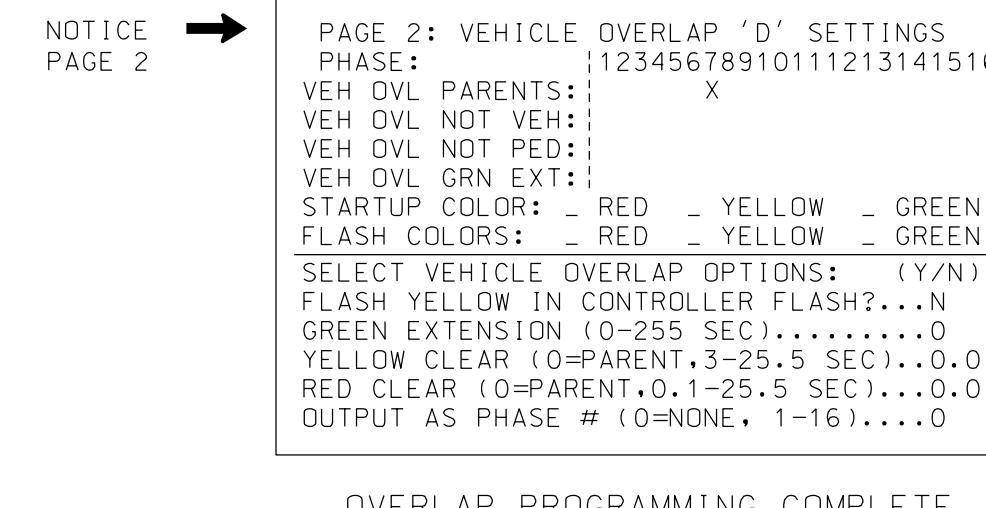 NOTICE
PAGE 2
PAGE 2: VEHICLE OVERLAP 'D' SETTINGS
PHASE: 12345678910111213141516
VEH OVL PARENTS: X
VEH OVL NOT VEH:
VEH OVL NOT PED:
VEH OVL GRN EXT:
STARTUP COLOR: _ RED _ YELLOW _ GREEN
FLASH COLORS: _ RED _ YELLOW _ GREEN
SELECT VEHICLE OVERLAP OPTIONS: (Y/N)
FLASH YELLOW IN CONTROLLER FLASH?...N
GREEN EXTENSION (0-255 SEC).........0
YELLOW CLEAR (0=PARENT,3-25.5 SEC)..0.0
RED CLEAR (0=PARENT,0.1-25.5 SEC)...0.0
OUTPUT AS PHASE # (0=NONE, 1-16)....0
OVERLAP PROGRAMMING COMPLETE